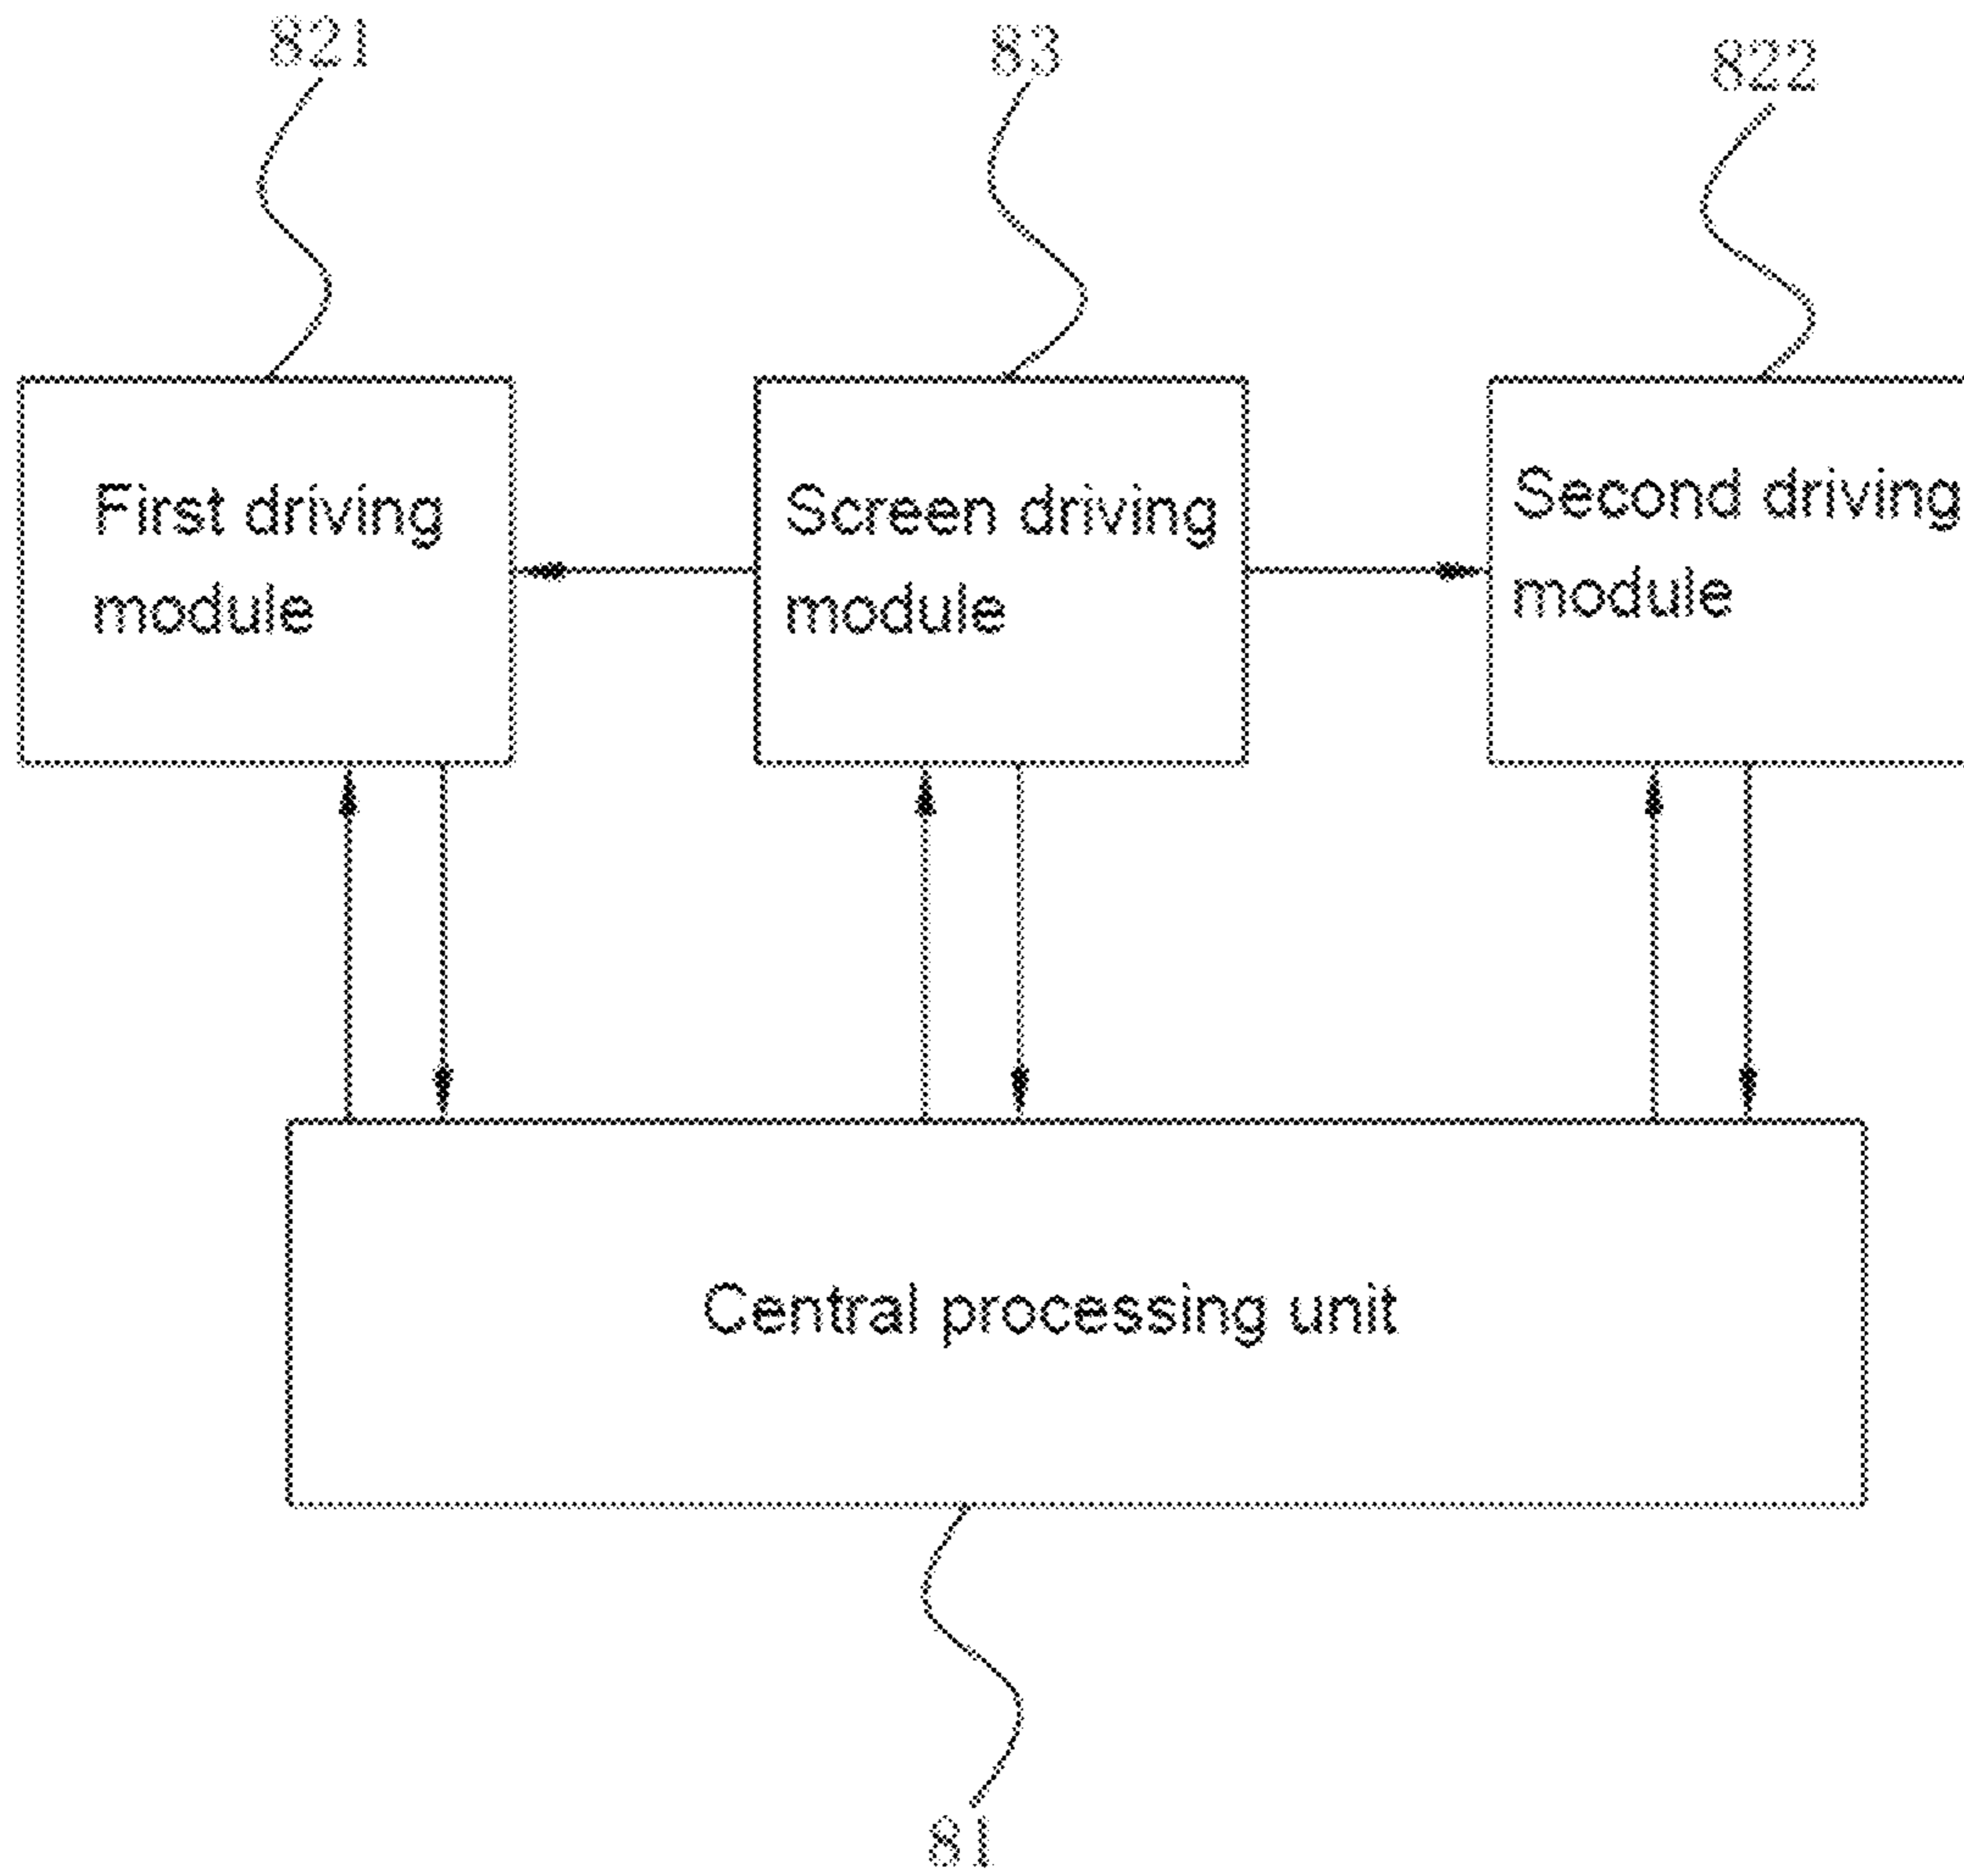 821
83
822
First driving
module
Screen driving
module
Second driving
module
Central processing unit
81